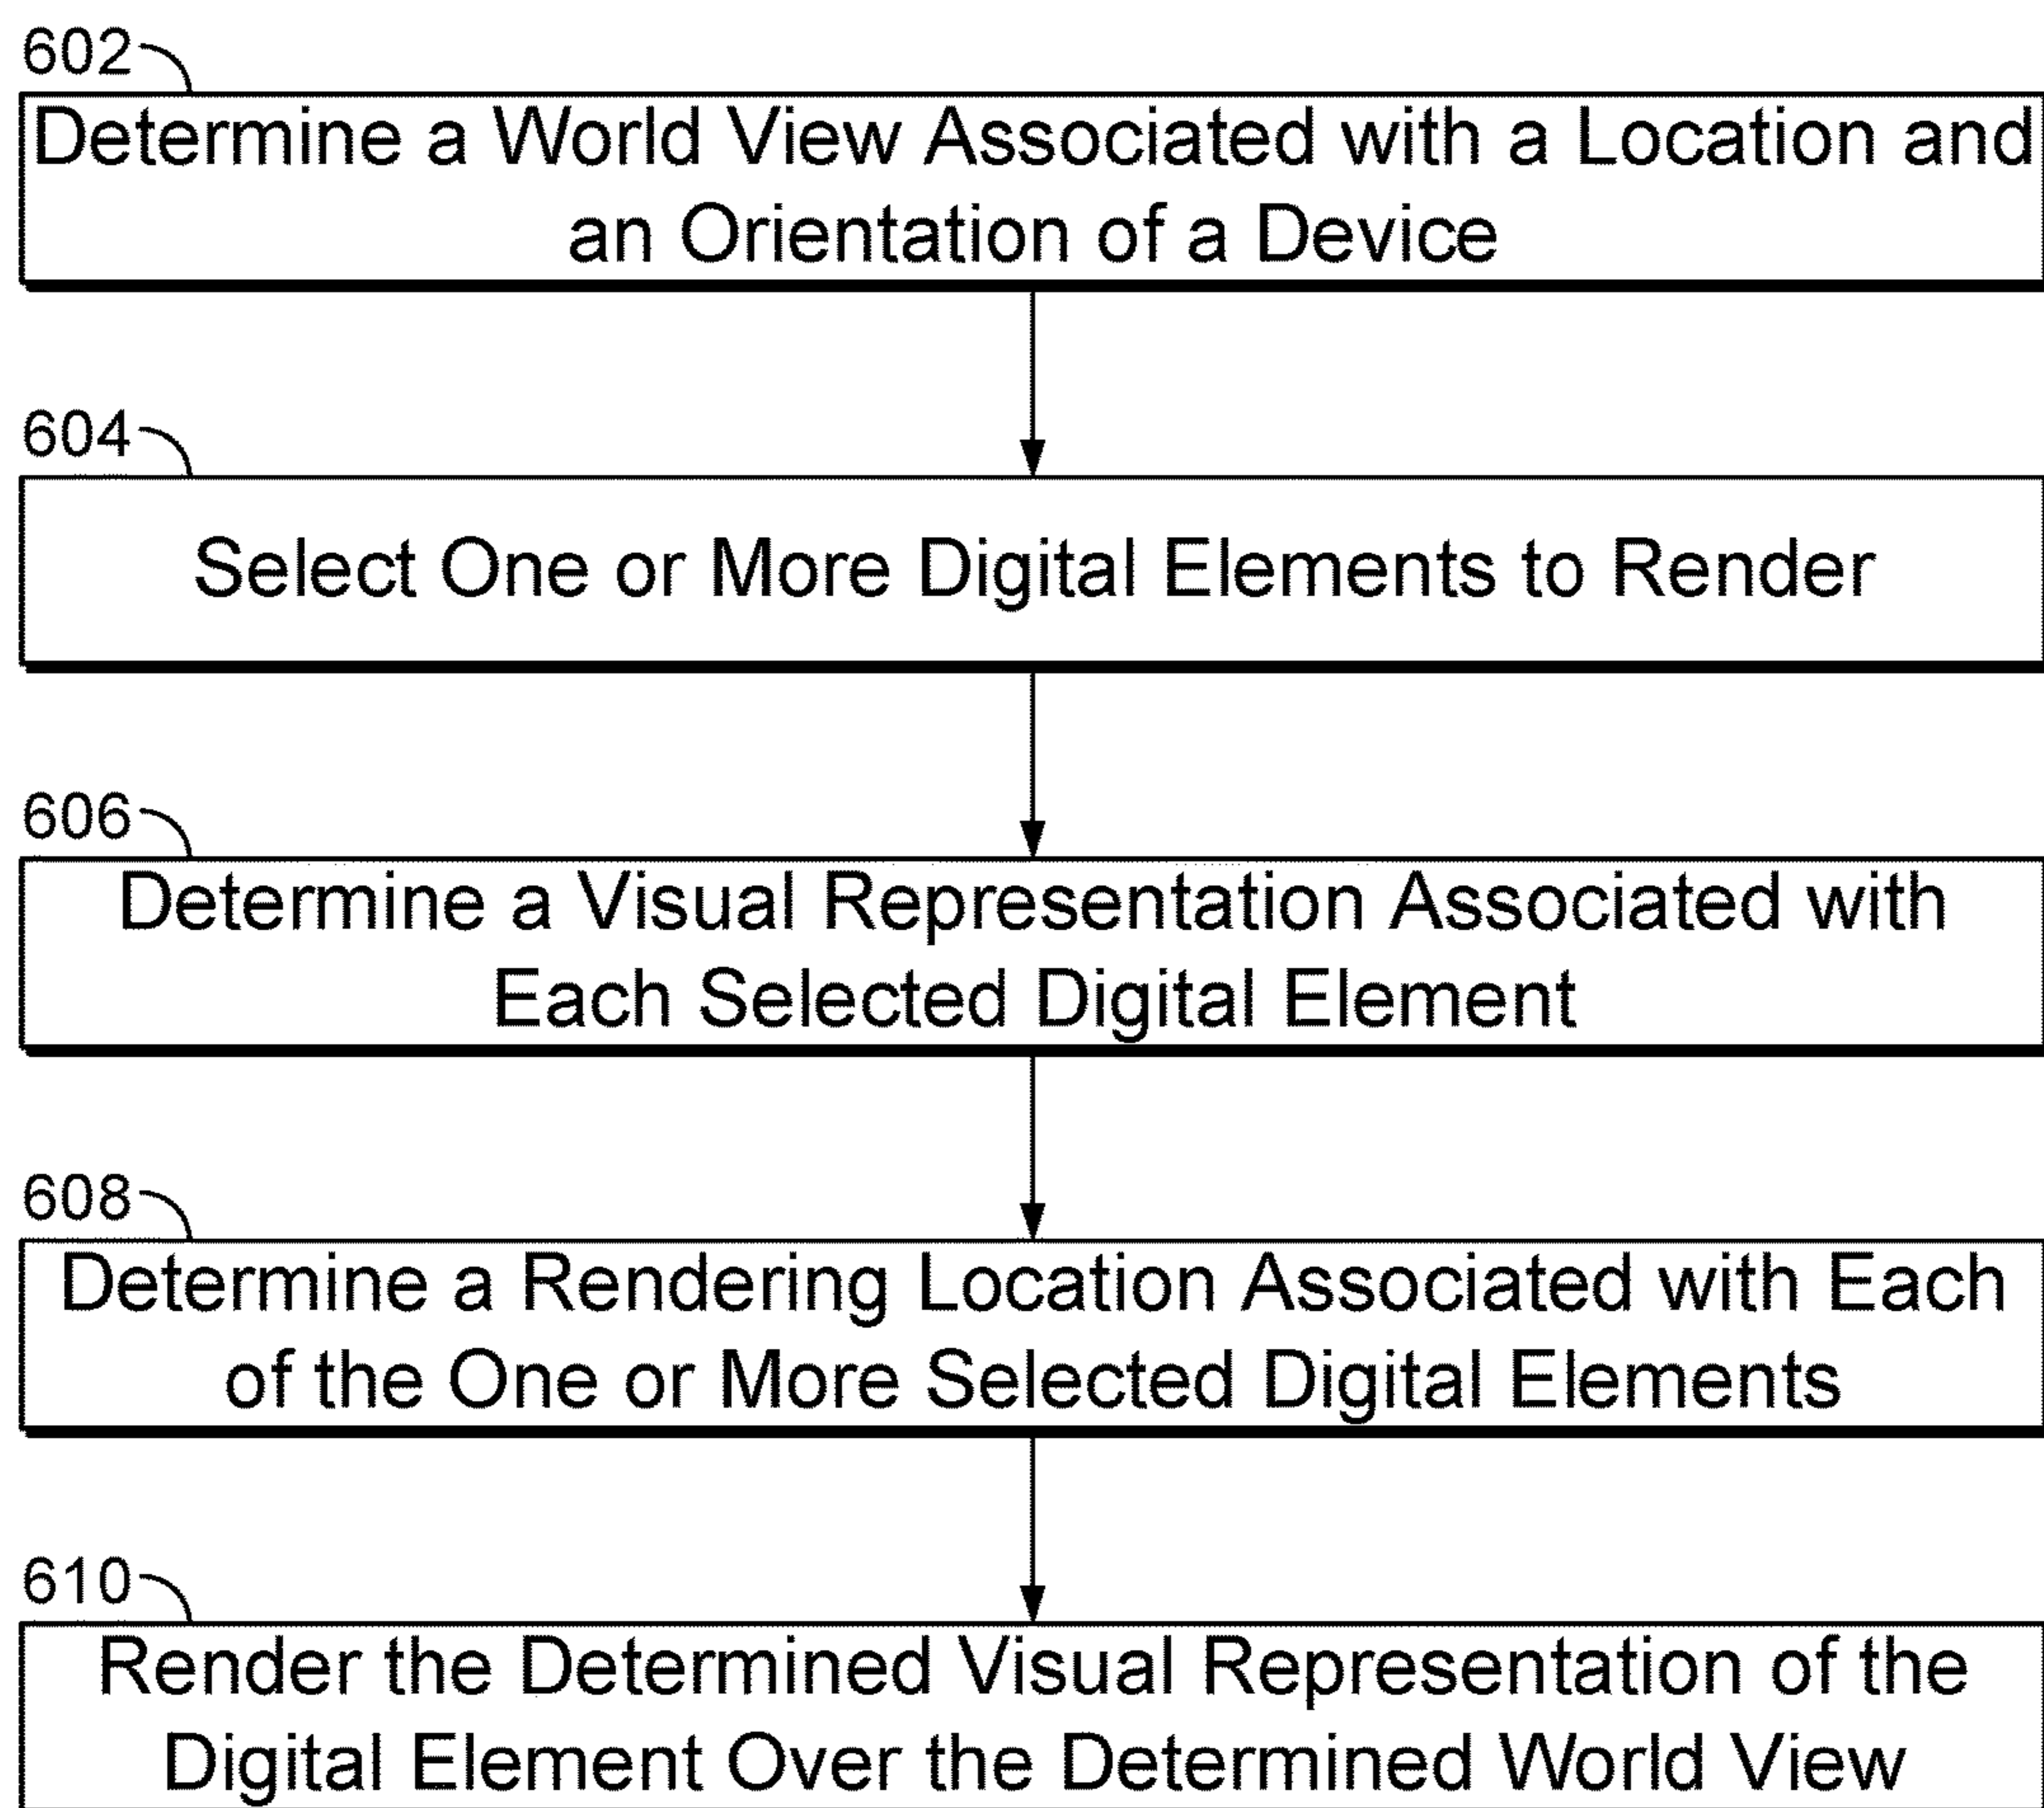 602
Determine a World View Associated with a Location and
an Orientation of a Device
604
Select One or More Digital Elements to Render
606
Determine a Visual Representation Associated with
Each Selected Digital Element
608
Determine a Rendering Location Associated with Each
of the One or More Selected Digital Elements
610
Render the Determined Visual Representation of the
Digital Element Over the Determined World View